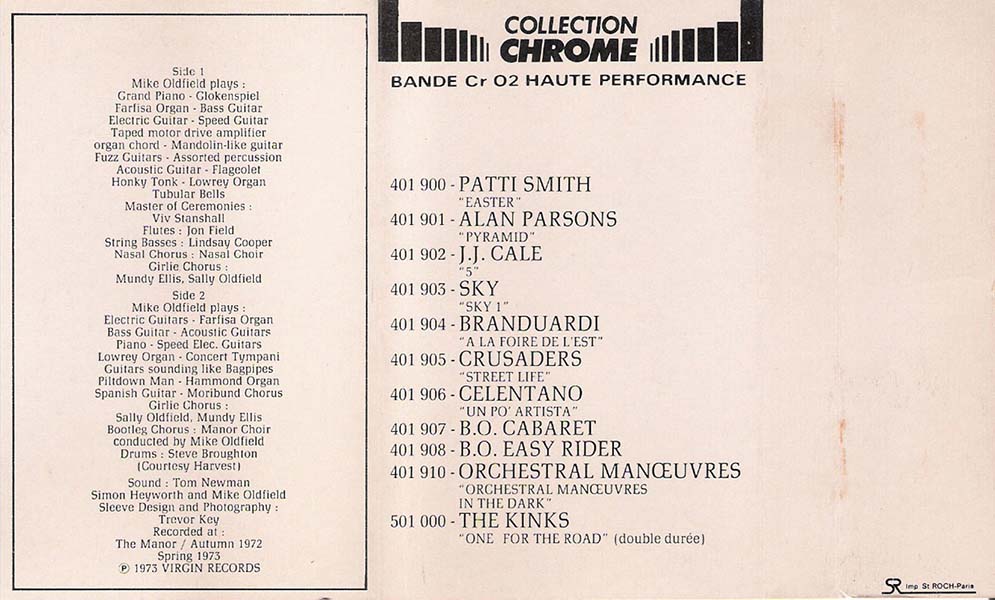 Side 1
Mike Oldfield plays :
Grand Piano - Glokenspiel
Farfisa Organ - Bass Guitar
Electric Guitar - Speed Guitar
Taped motor drive amplifier
organ chord - Mandolin-like guitar
Fuzz Guitars - Assorted percussion
Acoustic Guitar - Flageolet
Honky Tonk - Lowrey Organ
Tubular Bells
Master of Ceremonies :
Viv Stanshall
Flutes : Jon Field
String Basses : Lindsay Cooper
Nasal Chorus : Nasal Choir
Girlie Chorus :
Mundy Ellis, Sally Oldfield
Side 2
Mike Oldfield plays :
Electric Guitars - Farfisa Organ
Bass Guitar - Acoustic Guitars
Piano - Speed Elec. Guitars
Lowrey Organ - Concert Tympani
Guitars sounding like Bagpipes
Piltdown Man - Hammond Organ
Spanish Guitar - Moribund Chorus
Girlie Chorus :
Sally Oldfield, Mundy Ellis
Bootleg Chorus : Manor Choir
conducted by Mike Oldfield
Drums : Steve Broughton
(Courtesy Harvest)
Sound : Tom Newman
Simon Heyworth and Mike Oldfield
Sleeve Design and Photography :
Trevor Key
Recorded at :
The Manor / Autumn 1972
Spring 1973
℗ 1973 VIRGIN RECORDS
COLLECTION
CHROME
BANDE Cr O2 HAUTE PERFORMANCE
401 900 - PATTI SMITH
"EASTER"
401 901 - ALAN PARSONS
"PYRAMID"
401 902 - J.J. CALE
"5"
401 903 - SKY
"SKY 1"
401 904 - BRANDUARDI
"A LA FOIRE DE L'EST"
401 905 - CRUSADERS
"STREET LIFE"
401 906 - CELENTANO
"UN PO' ARTISTA"
401 907 - B.O. CABARET
401 908 - B.O. EASY RIDER
401 910 - ORCHESTRAL MANŒUVRES
"ORCHESTRAL MANŒUVRES
IN THE DARK"
501 000 - THE KINKS
"ONE FOR THE ROAD" (double durée)
SR Imp St ROCH-Paris